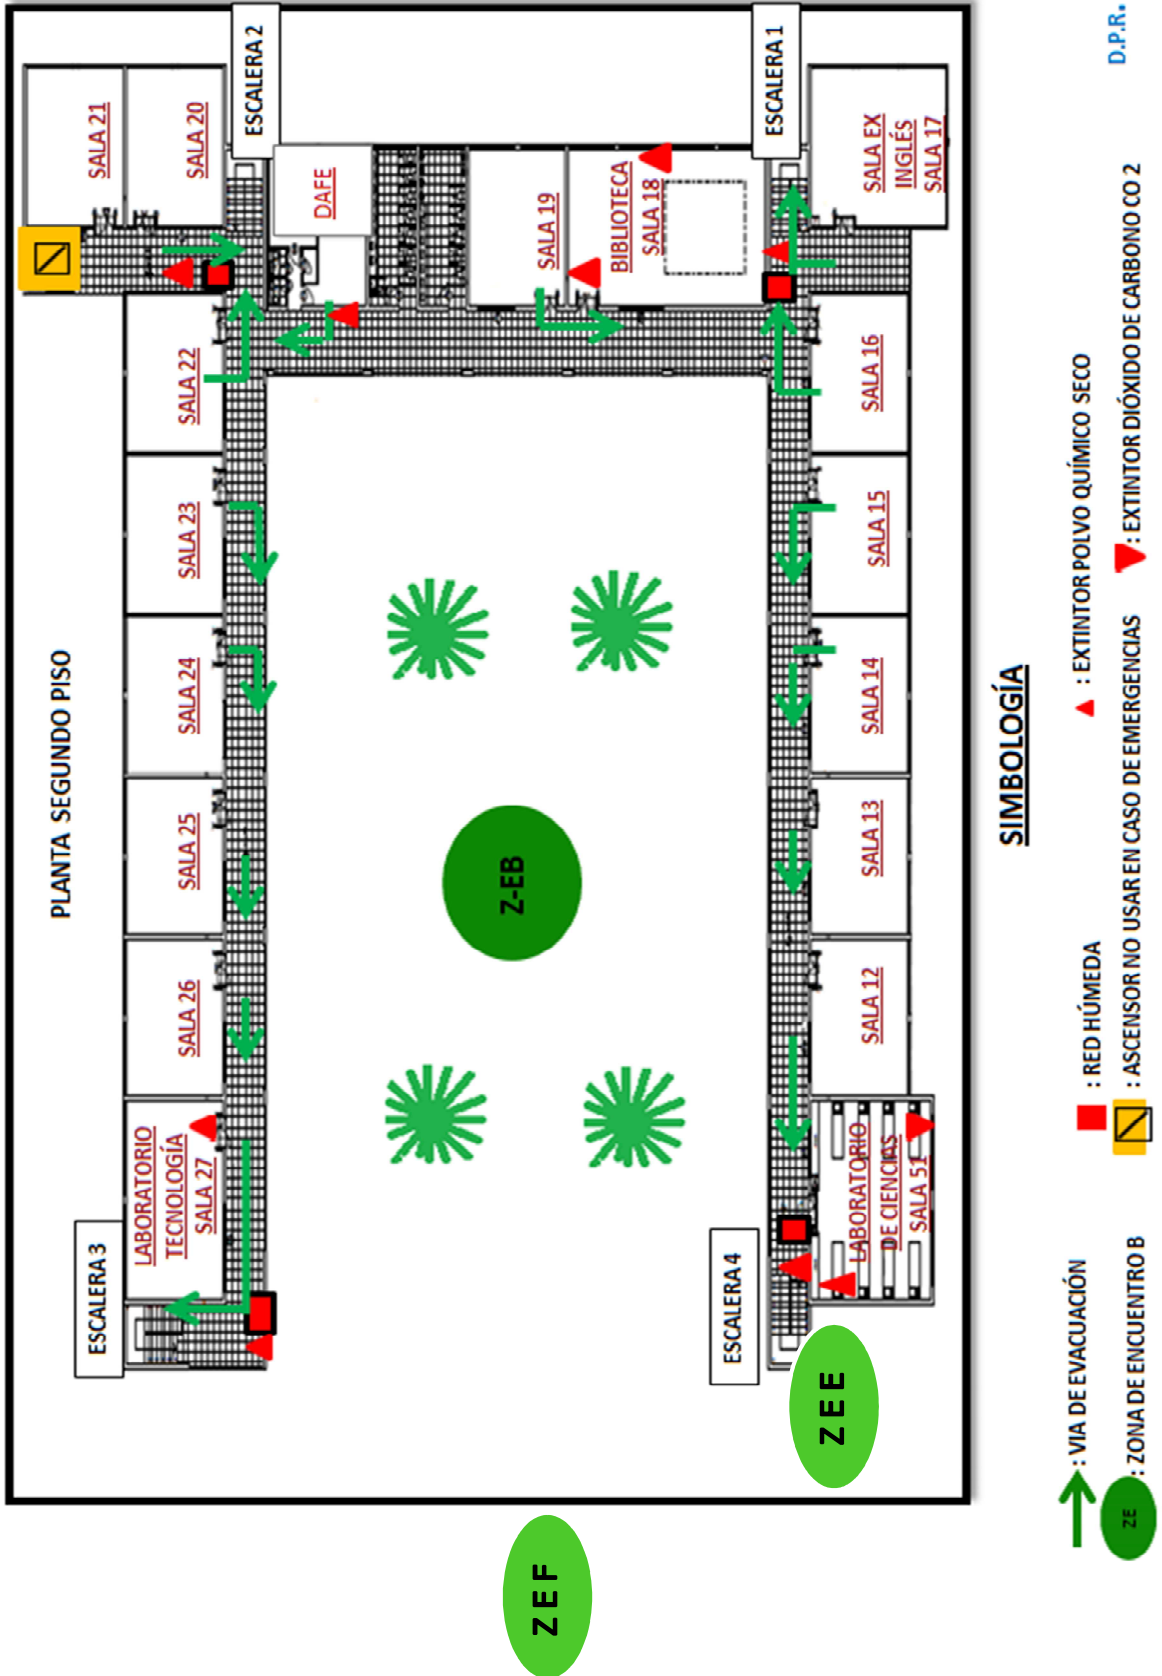 PLANTA SEGUNDO PISO
ESCALERA 3
LABORATORIO
TECNOLOGÍA
SALA 27
SALA 26
SALA 25
SALA 24
SALA 23
SALA 22
SALA 21
SALA 20
ESCALERA 2
DAFE
SALA 19
BIBLIOTECA
SALA 18
ESCALERA 1
SALA EX
INGLÉS
SALA 17
SALA 16
SALA 15
SALA 14
SALA 13
SALA 12
LABORATORIO
DE CIENCIAS
SALA 51
ESCALERA 4
Z-EB
Z E E
Z E F
SIMBOLOGÍA
: VIA DE EVACUACIÓN
: RED HÚMEDA
: EXTINTOR POLVO QUÍMICO SECO
ZE
: ZONA DE ENCUENTRO B
: ASCENSOR NO USAR EN CASO DE EMERGENCIAS
: EXTINTOR DIÓXIDO DE CARBONO CO 2
D.P.R.